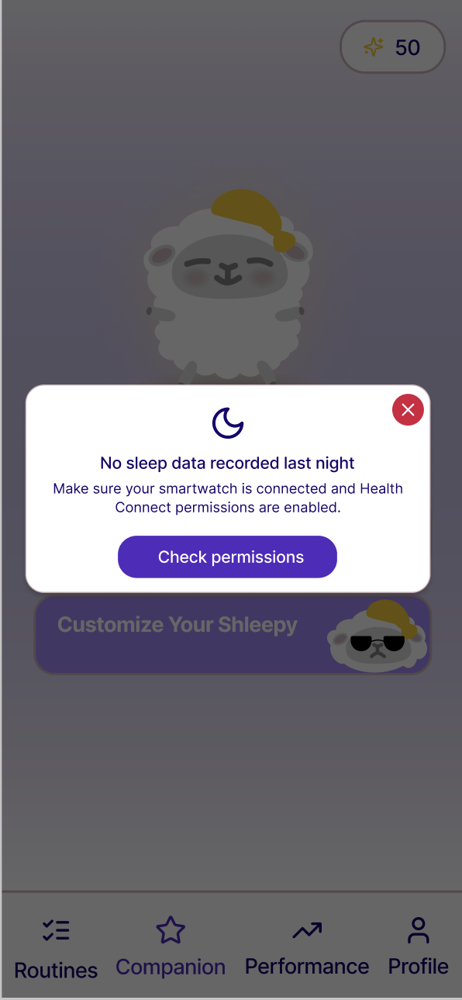 50
No sleep data recorded last night
Make sure your smartwatch is connected and Health
Connect permissions are enabled.
Check permissions
Customize Your Shleepy
Routines
Companion
Performance
Profile